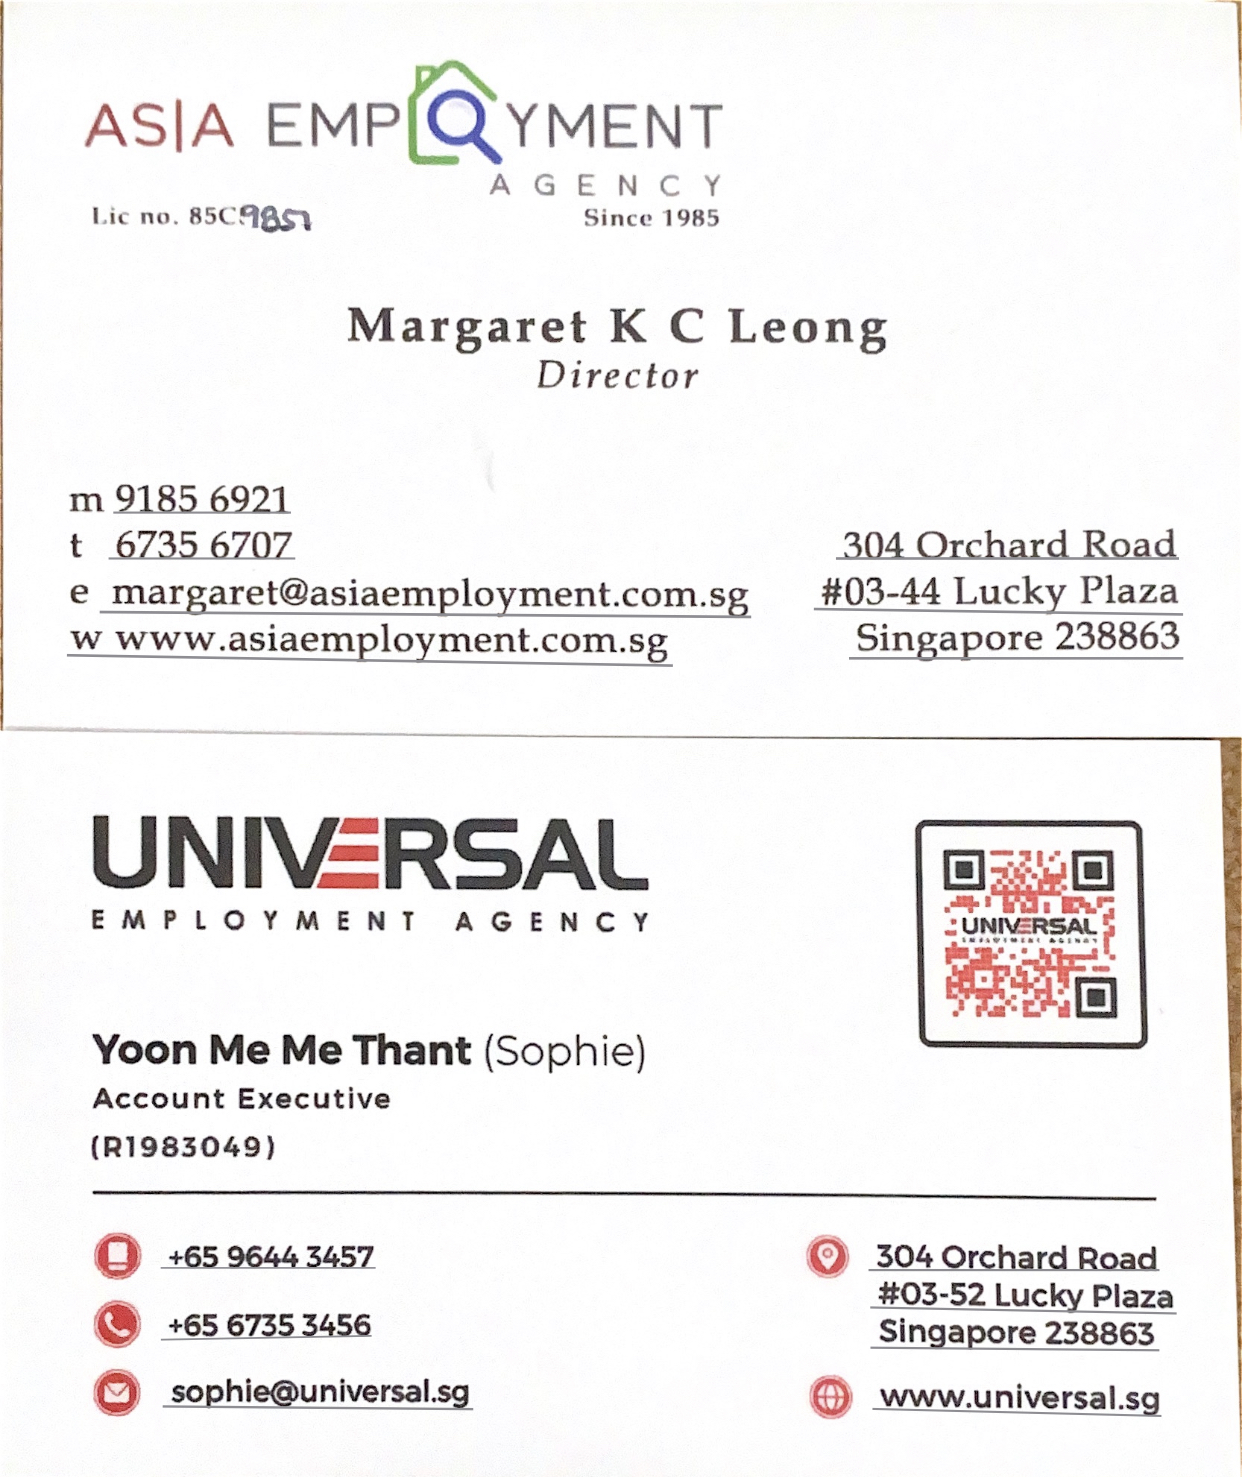 ASIA EMPLOYMENT
AGENCY
Lic no. 85C9857
Since 1985
Margaret K C Leong
Director
m 9185 6921
t 6735 6707
e margaret@asiaemployment.com.sg
w www.asiaemployment.com.sg
304 Orchard Road
#03-44 Lucky Plaza
Singapore 238863
UNIVERSAL
EMPLOYMENT AGENCY
UNIVERSAL
EMPLOYMENT AGENCY
Yoon Me Me Thant (Sophie)
Account Executive
(R1983049)
+65 9644 3457
+65 6735 3456
sophie@universal.sg
304 Orchard Road
#03-52 Lucky Plaza
Singapore 238863
www.universal.sg